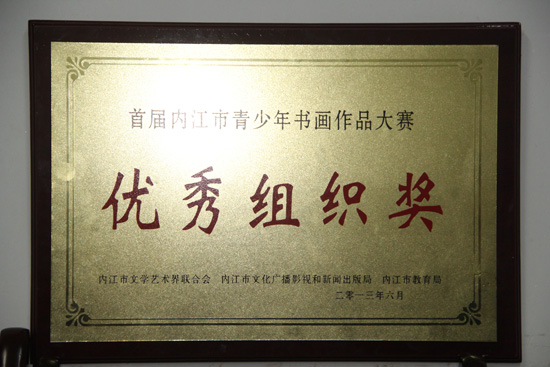 首届内江市青少年书画作品大赛
优秀组织奖
内江市文学艺术界联合会 内江市文化广播影视和新闻出版局 内江市教育局
二〇一三年六月